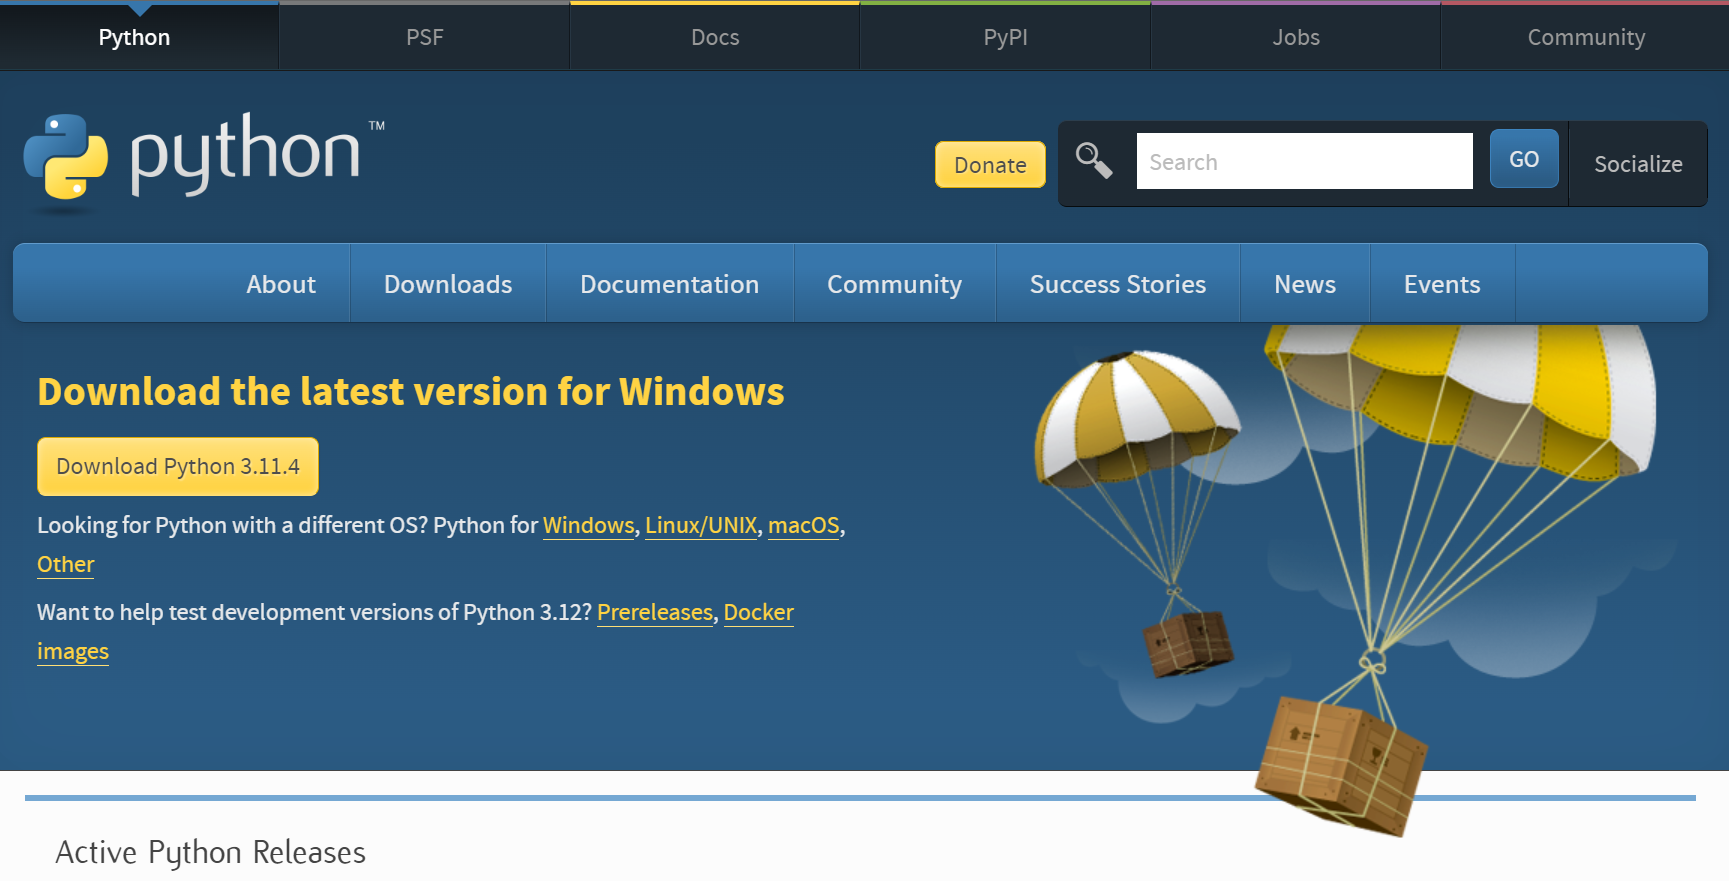 Python
PSF
Docs
PyPI
Jobs
Community
python™
Donate
Search
GO
Socialize
About
Downloads
Documentation
Community
Success Stories
News
Events
Download the latest version for Windows
Download Python 3.11.4
Looking for Python with a different OS? Python for Windows, Linux/UNIX, macOS,
Other
Want to help test development versions of Python 3.12? Prereleases, Docker
images
Active Python Releases